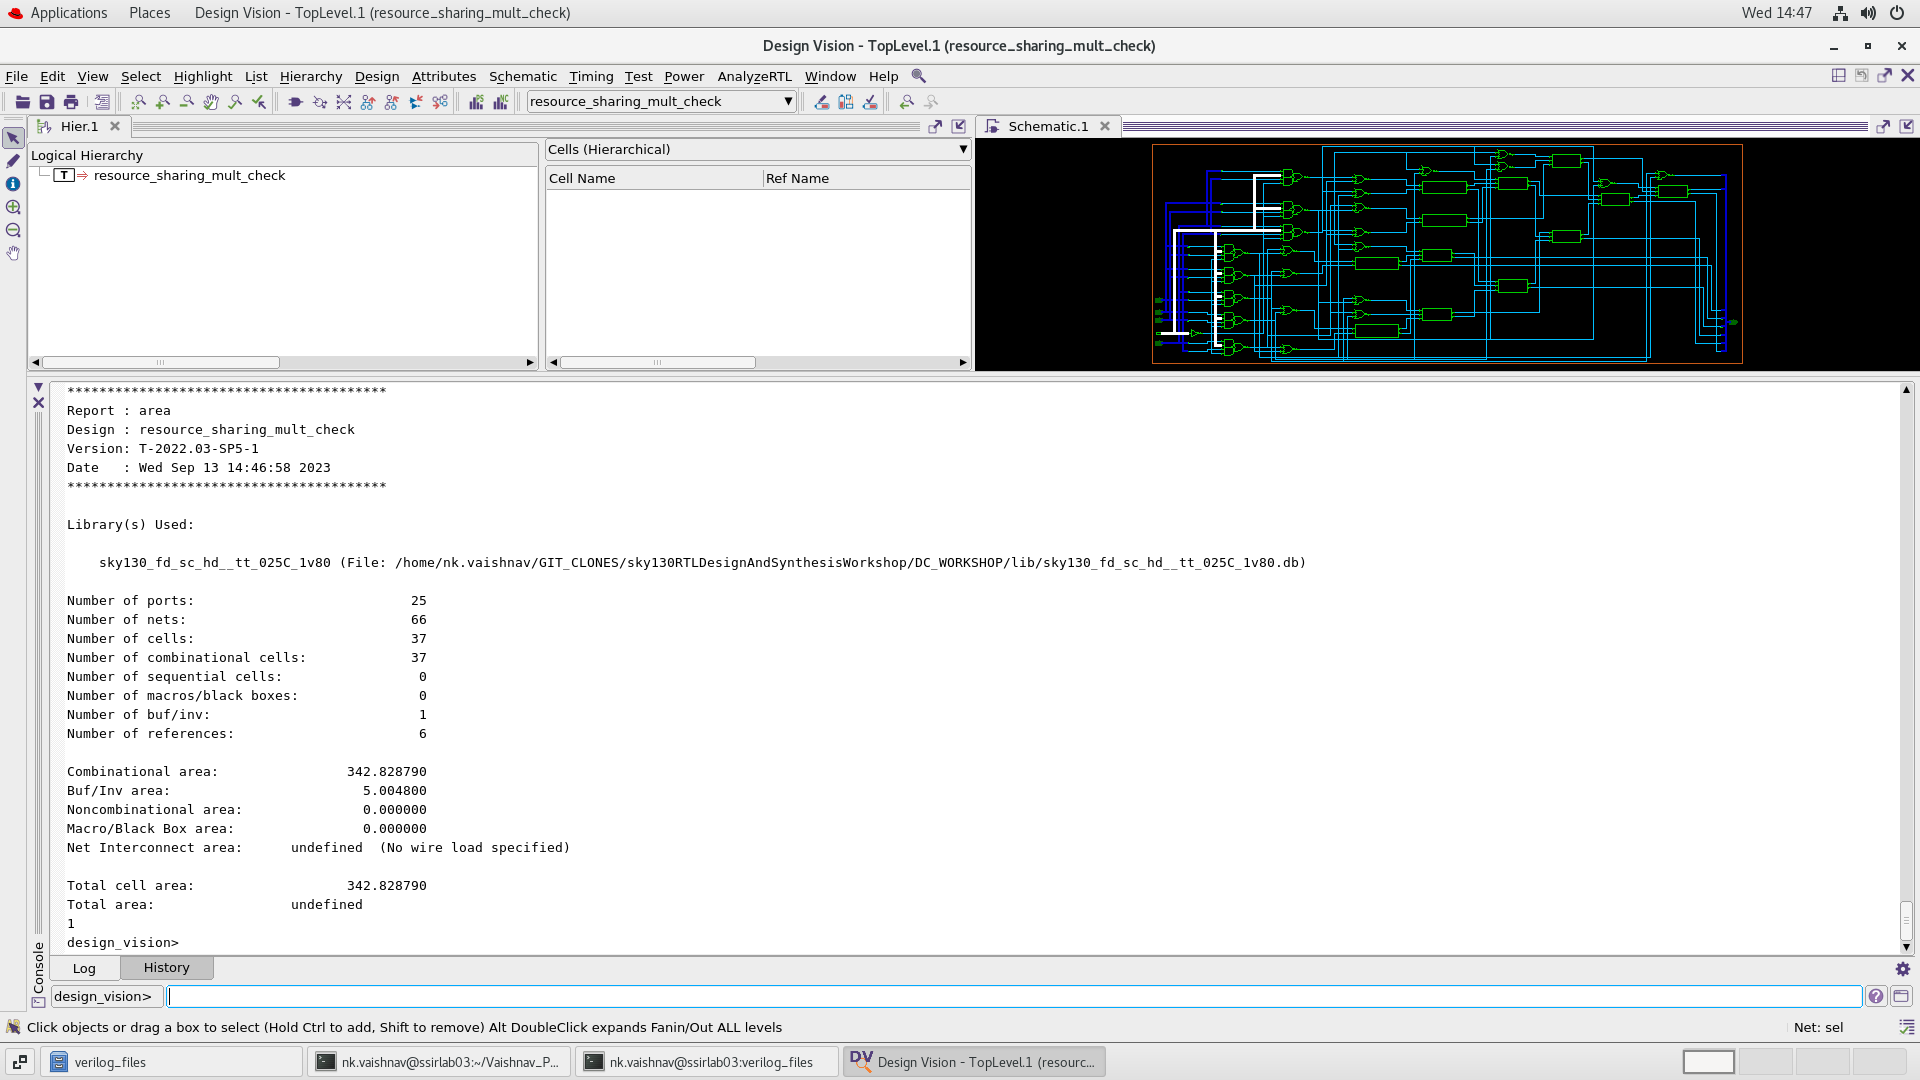 Applications Places Design Vision - TopLevel.1 (resource_sharing_mult_check) Wed 14:47
Design Vision - TopLevel.1 (resource_sharing_mult_check)
File Edit View Select Highlight List Hierarchy Design Attributes Schematic Timing Test Power AnalyzeRTL Window Help
resource_sharing_mult_check
Hier.1
Schematic.1
Logical Hierarchy
T resource_sharing_mult_check
Cells (Hierarchical)
Cell Name Ref Name
****************************************
Report : area
Design : resource_sharing_mult_check
Version: T-2022.03-SP5-1
Date   : Wed Sep 13 14:46:58 2023
****************************************
Library(s) Used:
sky130_fd_sc_hd__tt_025C_1v80 (File: /home/nk.vaishnav/GIT_CLONES/sky130RTLDesignAndSynthesisWorkshop/DC_WORKSHOP/lib/sky130_fd_sc_hd__tt_025C_1v80.db)
Number of ports: 25
Number of nets: 66
Number of cells: 37
Number of combinational cells: 37
Number of sequential cells: 0
Number of macros/black boxes: 0
Number of buf/inv: 1
Number of references: 6
Combinational area: 342.828790
Buf/Inv area: 5.004800
Noncombinational area: 0.000000
Macro/Black Box area: 0.000000
Net Interconnect area: undefined (No wire load specified)
Total cell area: 342.828790
Total area: undefined
1
design_vision>
Console
Log History
design_vision>
Click objects or drag a box to select (Hold Ctrl to add, Shift to remove) Alt DoubleClick expands Fanin/Out ALL levels Net: sel
verilog_files nk.vaishnav@ssirlab03:~/Vaishnav_P... nk.vaishnav@ssirlab03:verilog_files DV Design Vision - TopLevel.1 (resourc...